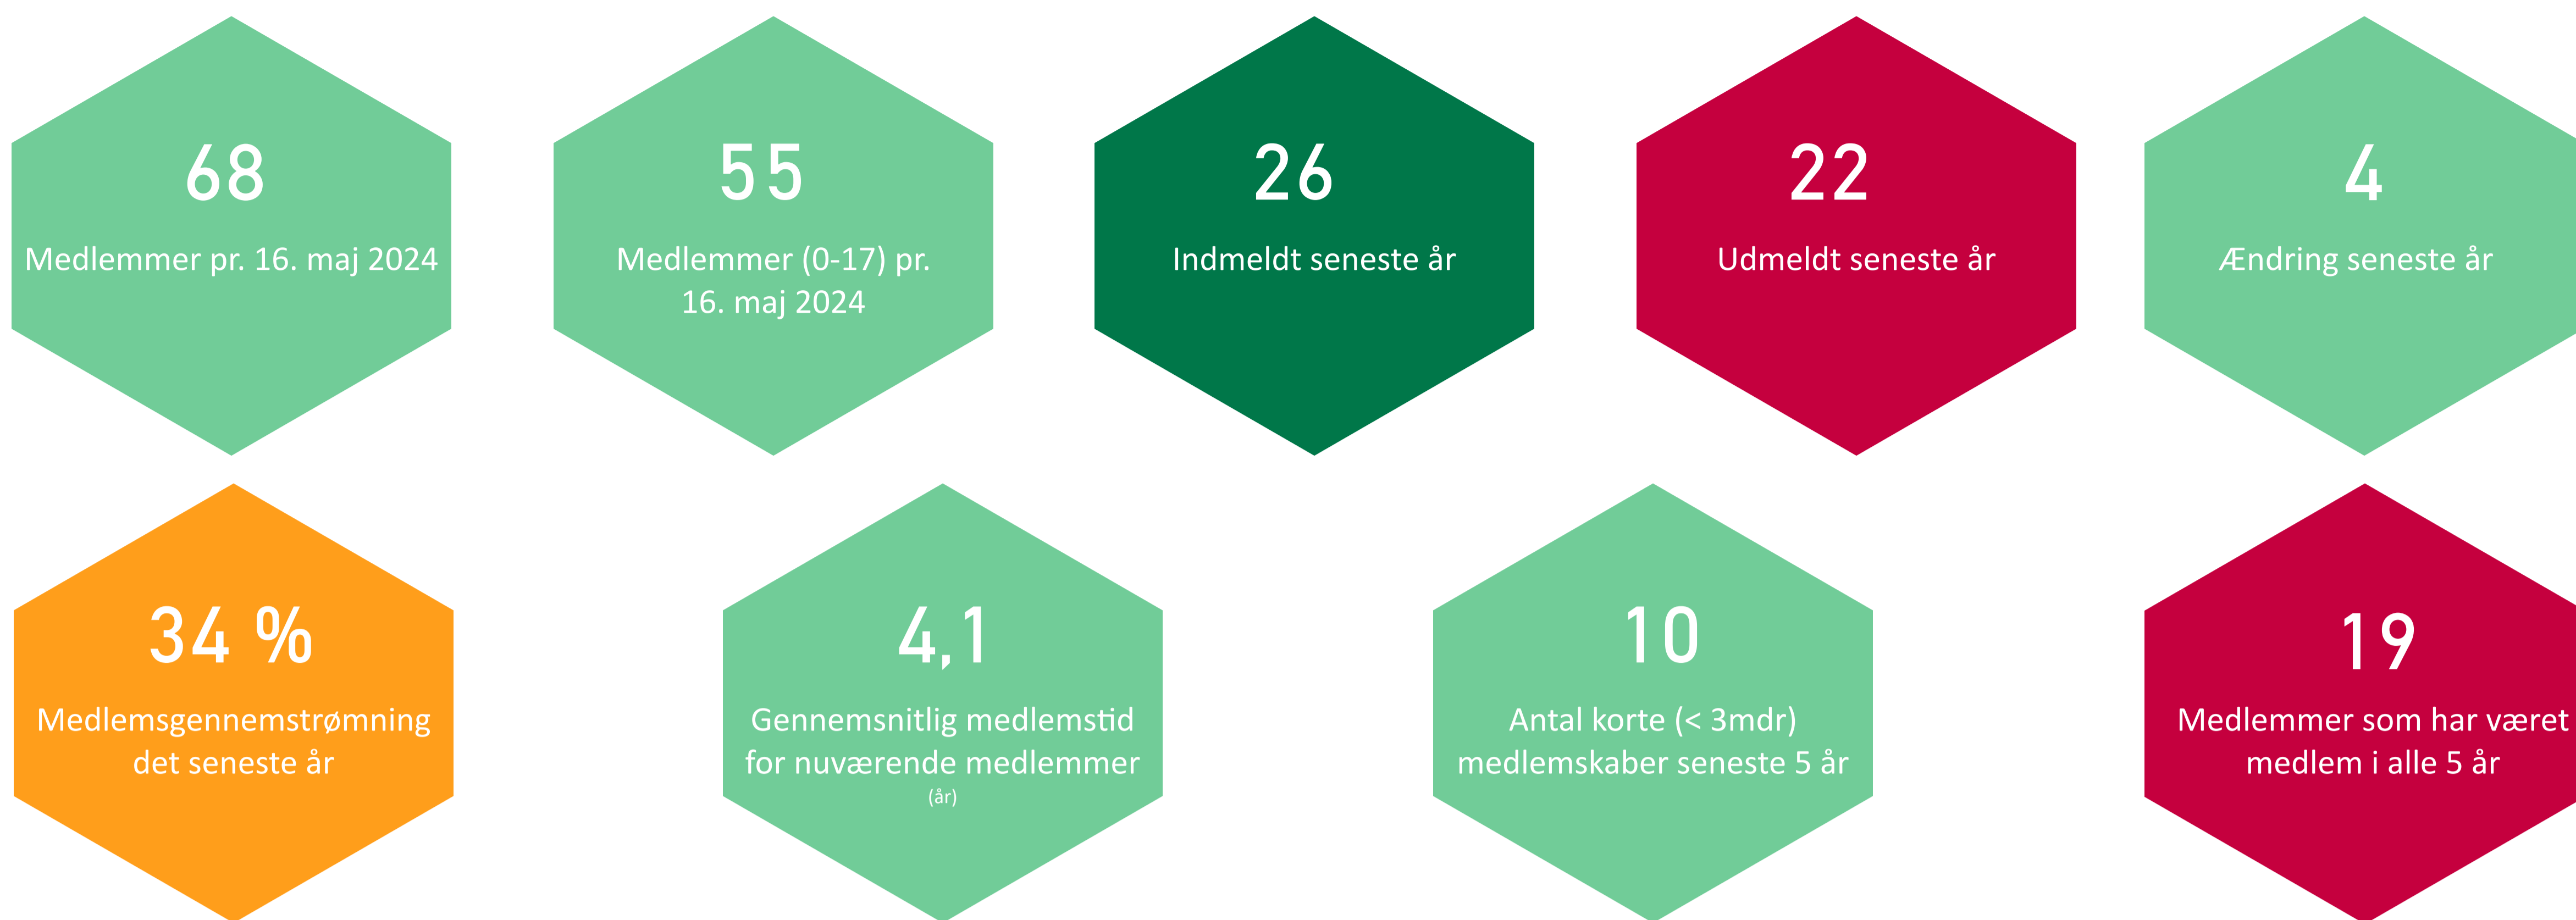 68
Medlemmer pr. 16. maj 2024
55
Medlemmer (0-17) pr.
16. maj 2024
26
Indmeldt seneste år
22
Udmeldt seneste år
4
Ændring seneste år
34 %
Medlemsgennemstrømning
det seneste år
4,1
Gennemsnitlig medlemstid
for nuværende medlemmer
(år)
10
Antal korte (< 3mdr)
medlemskaber seneste 5 år
19
Medlemmer som har været
medlem i alle 5 år